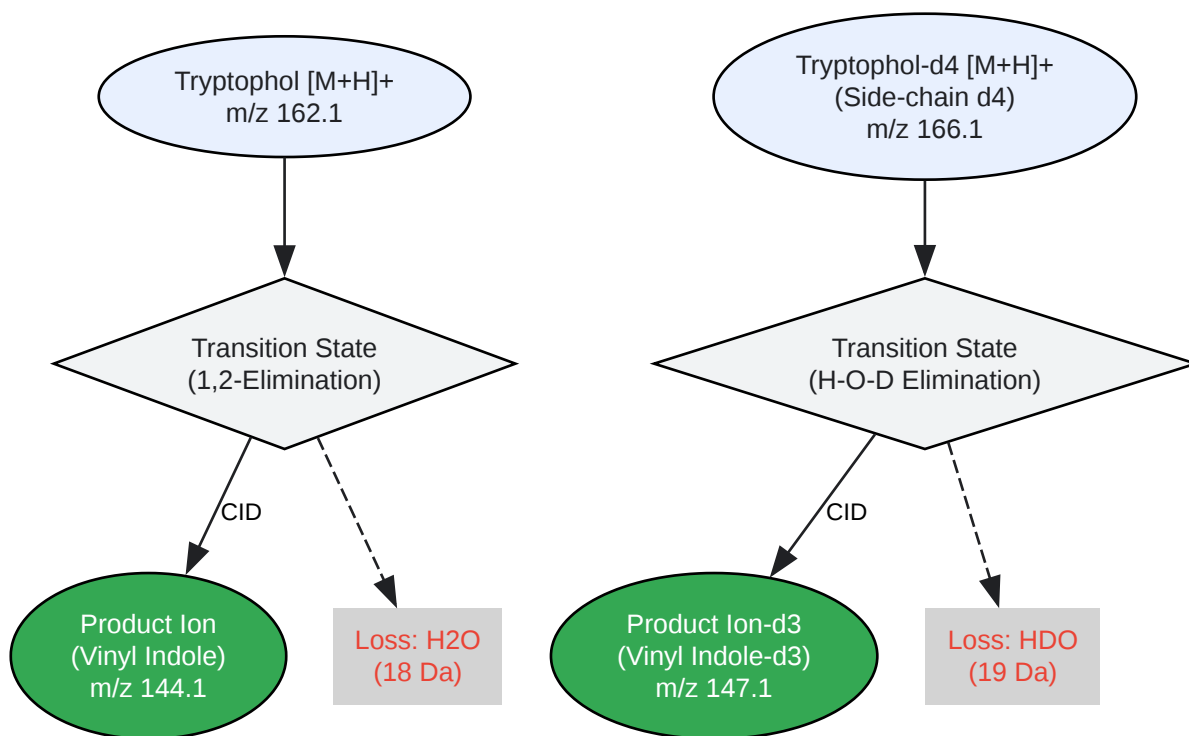 Tryptophol [M+H]+
m/z 162.1
Tryptophol-d4 [M+H]+
(Side-chain d4)
m/z 166.1
Transition State
(1,2-Elimination)
Transition State
(H-O-D Elimination)
CID
CID
Product Ion
(Vinyl Indole)
m/z 144.1
Loss: H2O
(18 Da)
Product Ion-d3
(Vinyl Indole-d3)
m/z 147.1
Loss: HDO
(19 Da)